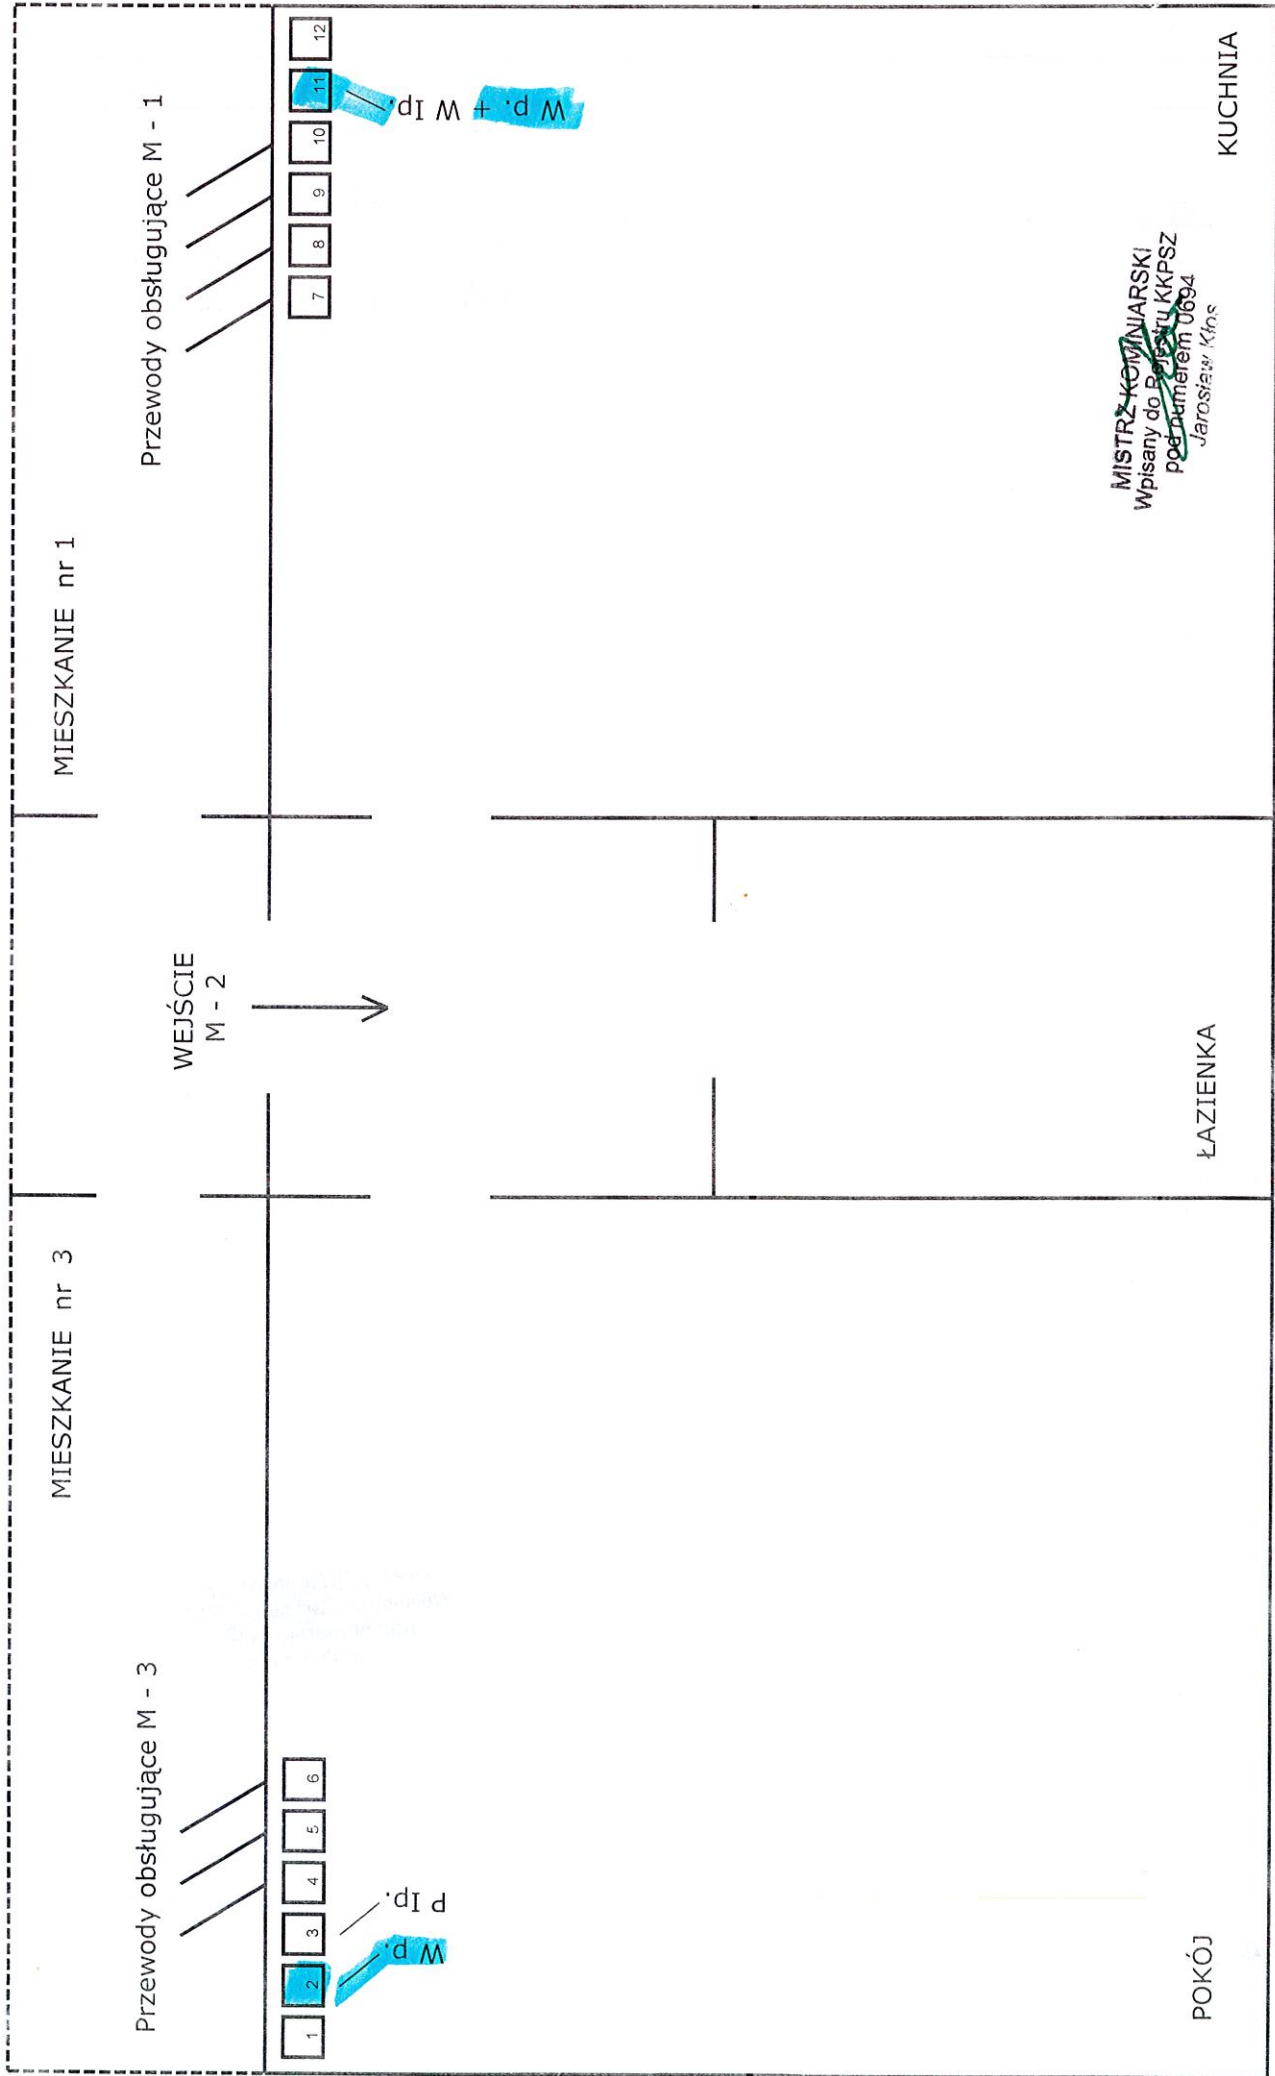 MIESZKANIE nr 3
MIESZKANIE nr 1
Przewody obsługujące M - 3
WEJŚCIE
M - 2
Przewody obsługujące M - 1
1
2
3
4
5
6
7
8
9
10
11
12
W p.
P Ip.
W p. + W Ip.
POKÓJ
ŁAZIENKA
KUCHNIA
MISTRZ KOMINIARSKI
Wpisany do Rejestru KKPSZ
pod numerem 0694
Jarosław Kłos